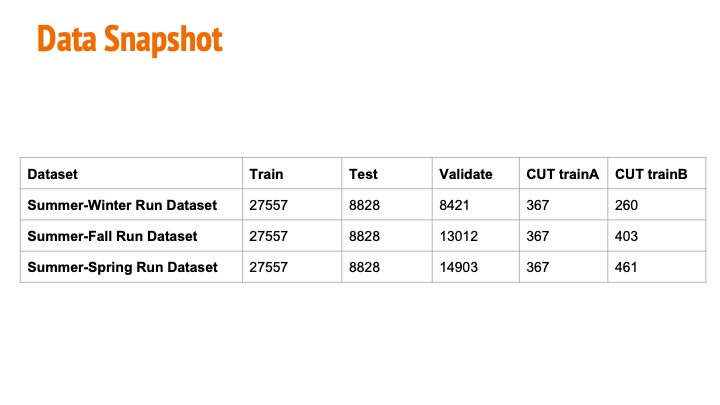 Data Snapshot
Dataset Train Test Validate CUT trainA CUT trainB
Summer-Winter Run Dataset 27557 8828 8421 367 260
Summer-Fall Run Dataset 27557 8828 13012 367 403
Summer-Spring Run Dataset 27557 8828 14903 367 461